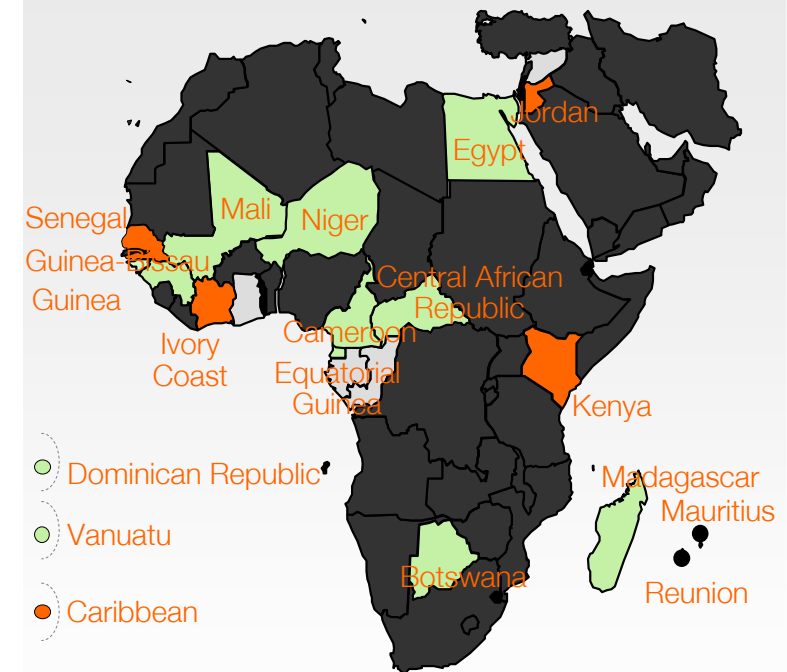 Jordan
Egypt
Senegal
Mali
Niger
Guinea-Bissau
Central African
Republic
Guinea
Cameroon
Ivory
Coast
Equatorial
Guinea
Kenya
Dominican Republic
Madagascar
Mauritius
Vanuatu
Botswana
Reunion
Caribbean